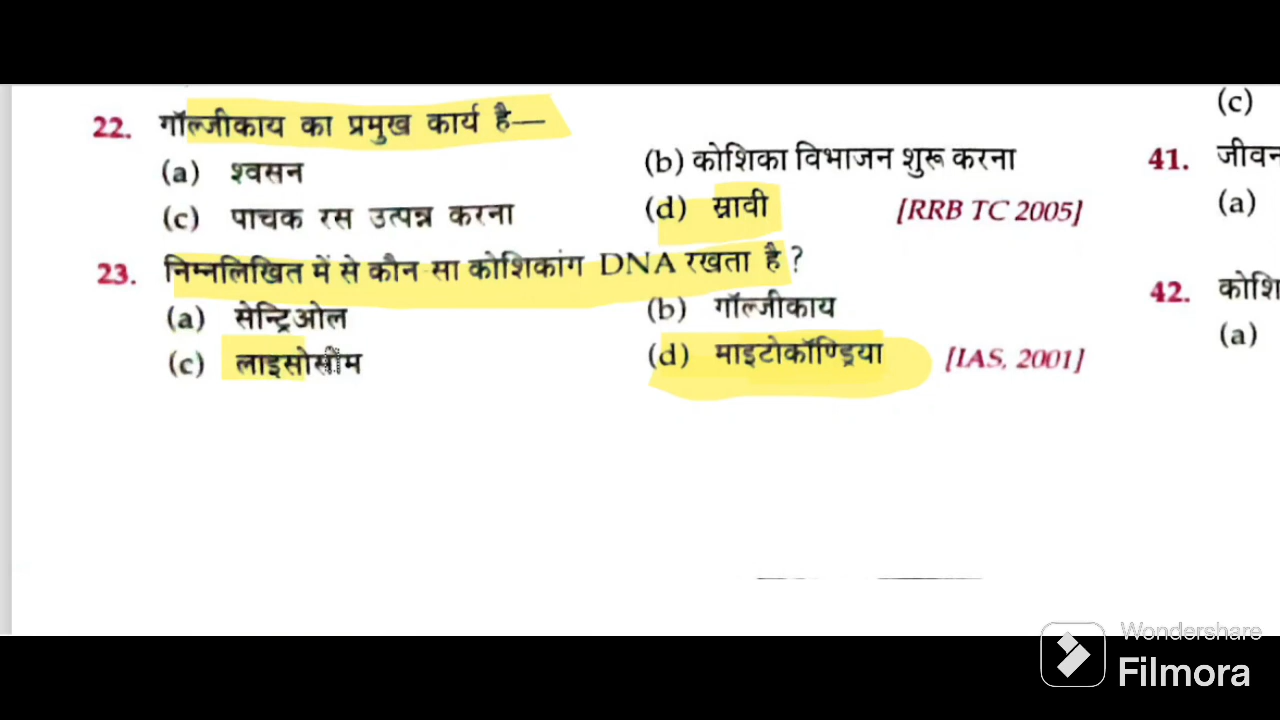 22. गॉल्जीकाय का प्रमुख कार्य है—
(a) श्वसन (b) कोशिका विभाजन शुरू करना
(c) पाचक रस उत्पन्न करना (d) स्रावी [RRB TC 2005]
23. निम्नलिखित में से कौन सा कोशिकांग DNA रखता है ?
(a) सेन्ट्रिओल (b) गॉल्जीकाय
(c) लाइसोसोम (d) माइटोकॉण्ड्रिया [IAS, 2001]
(c)
41. जीवन
(a)
42. कोशि
(a)
Wondershare
Filmora